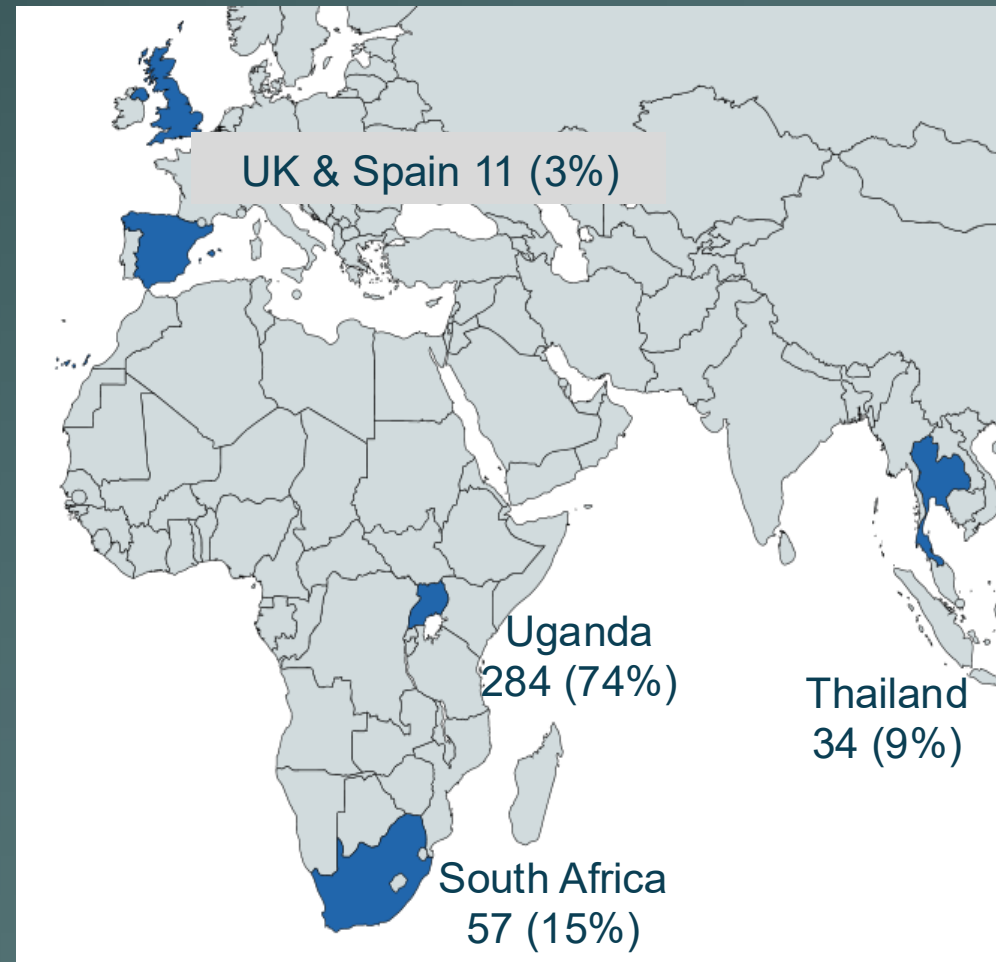 UK & Spain 11 (3%)
Uganda
284 (74%)
Thailand
34 (9%)
South Africa
57 (15%)